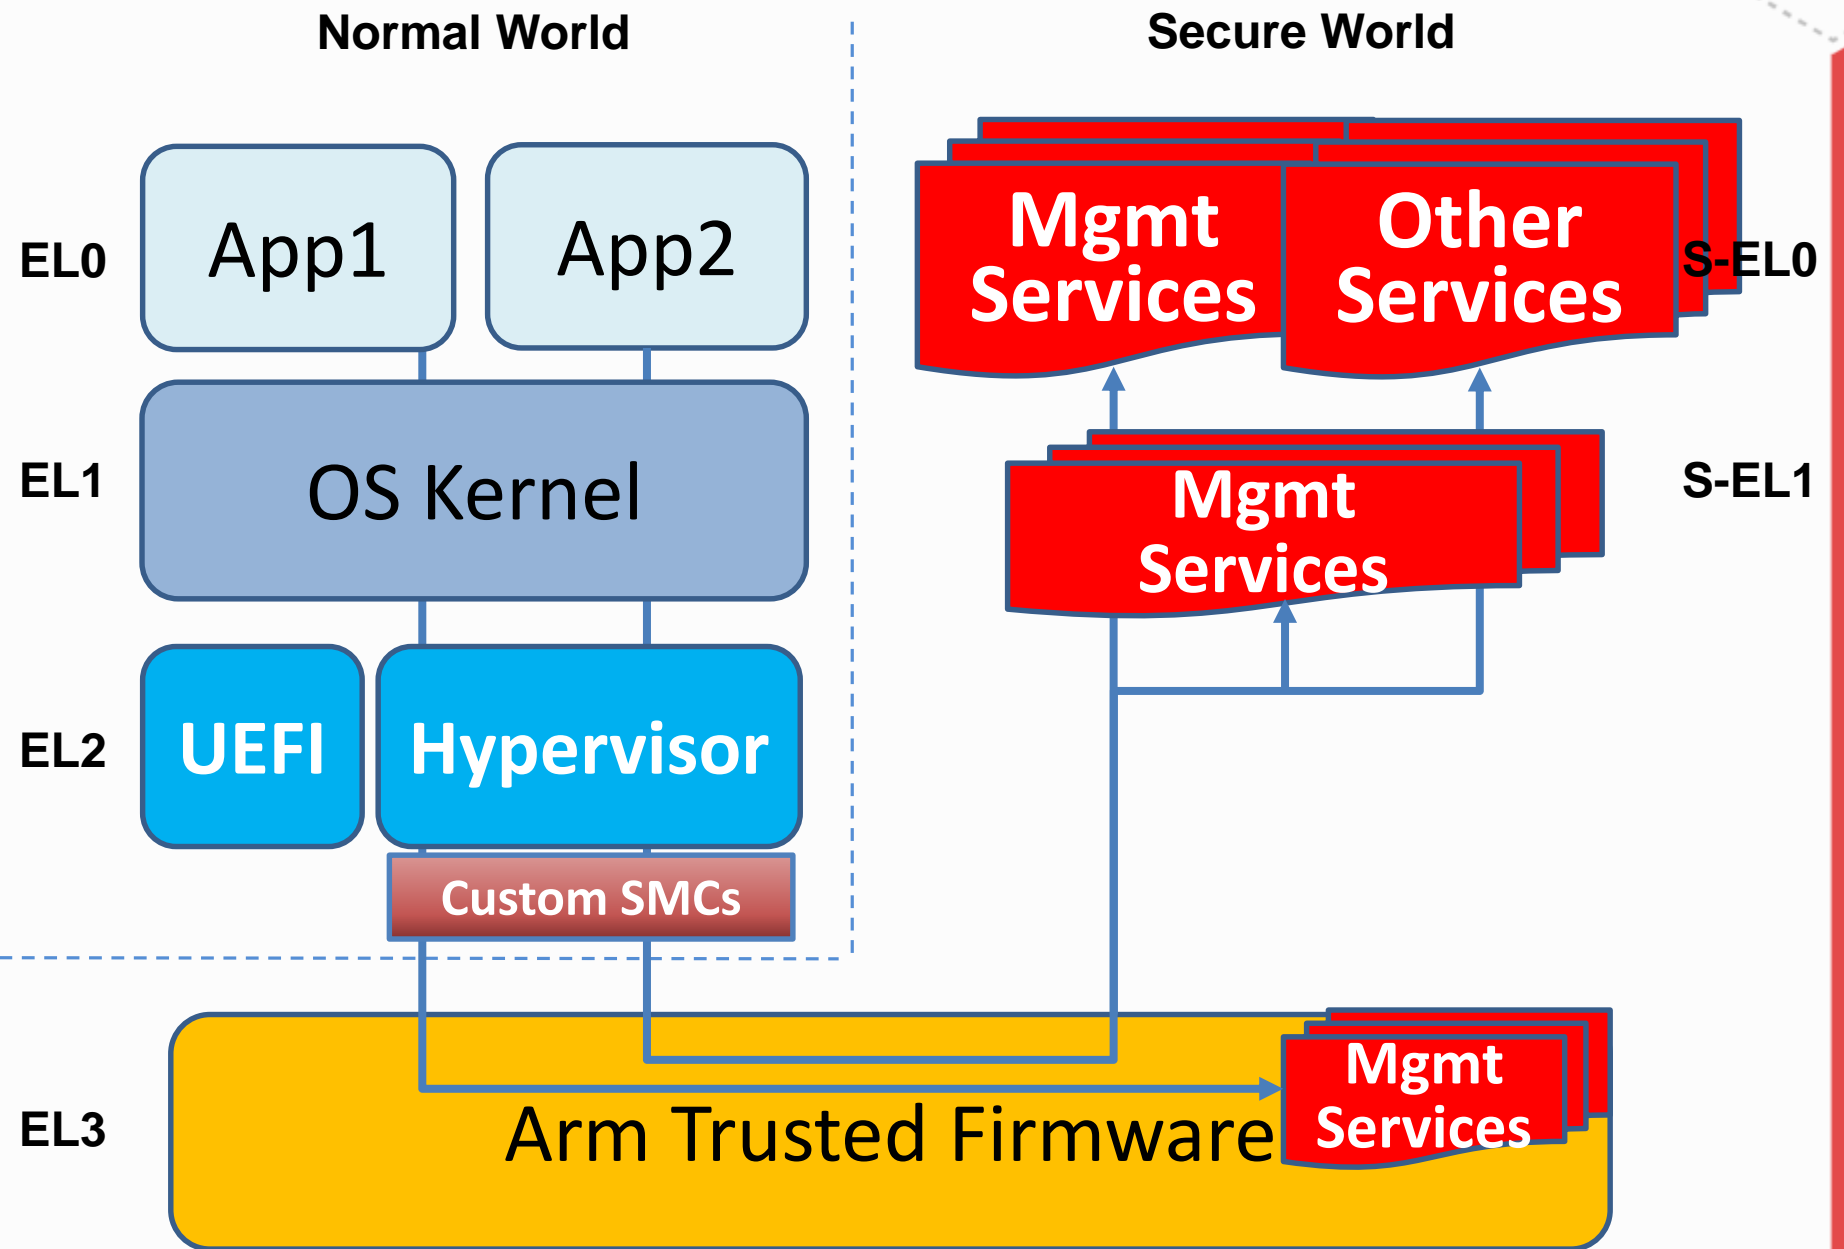 Normal World
Secure World
EL0
App1
App2
Mgmt
Services
Other
Services
S-EL0
EL1
OS Kernel
Mgmt
Services
S-EL1
EL2
UEFI
Hypervisor
Custom SMCs
EL3
Arm Trusted Firmware
Mgmt
Services